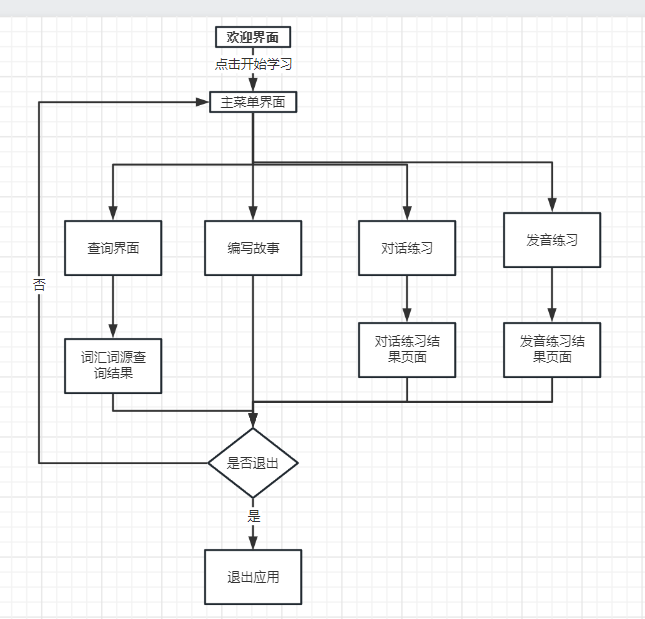 欢迎界面
点击开始学习
主菜单界面
查询界面
编写故事
对话练习
发音练习
否
词汇词源查
询结果
对话练习结
果页面
发音练习结
果页面
是否退出
是
退出应用